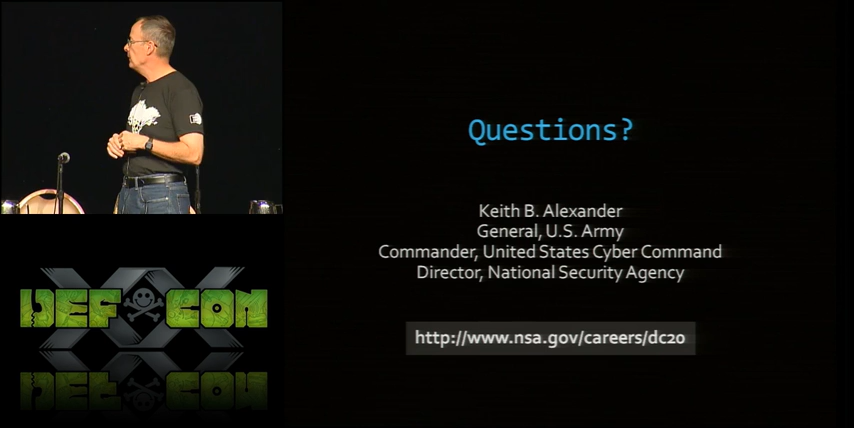 Questions?
Keith B. Alexander
General, U.S. Army
Commander, United States Cyber Command
Director, National Security Agency
http://www.nsa.gov/careers/dc20
XX
DEF CON